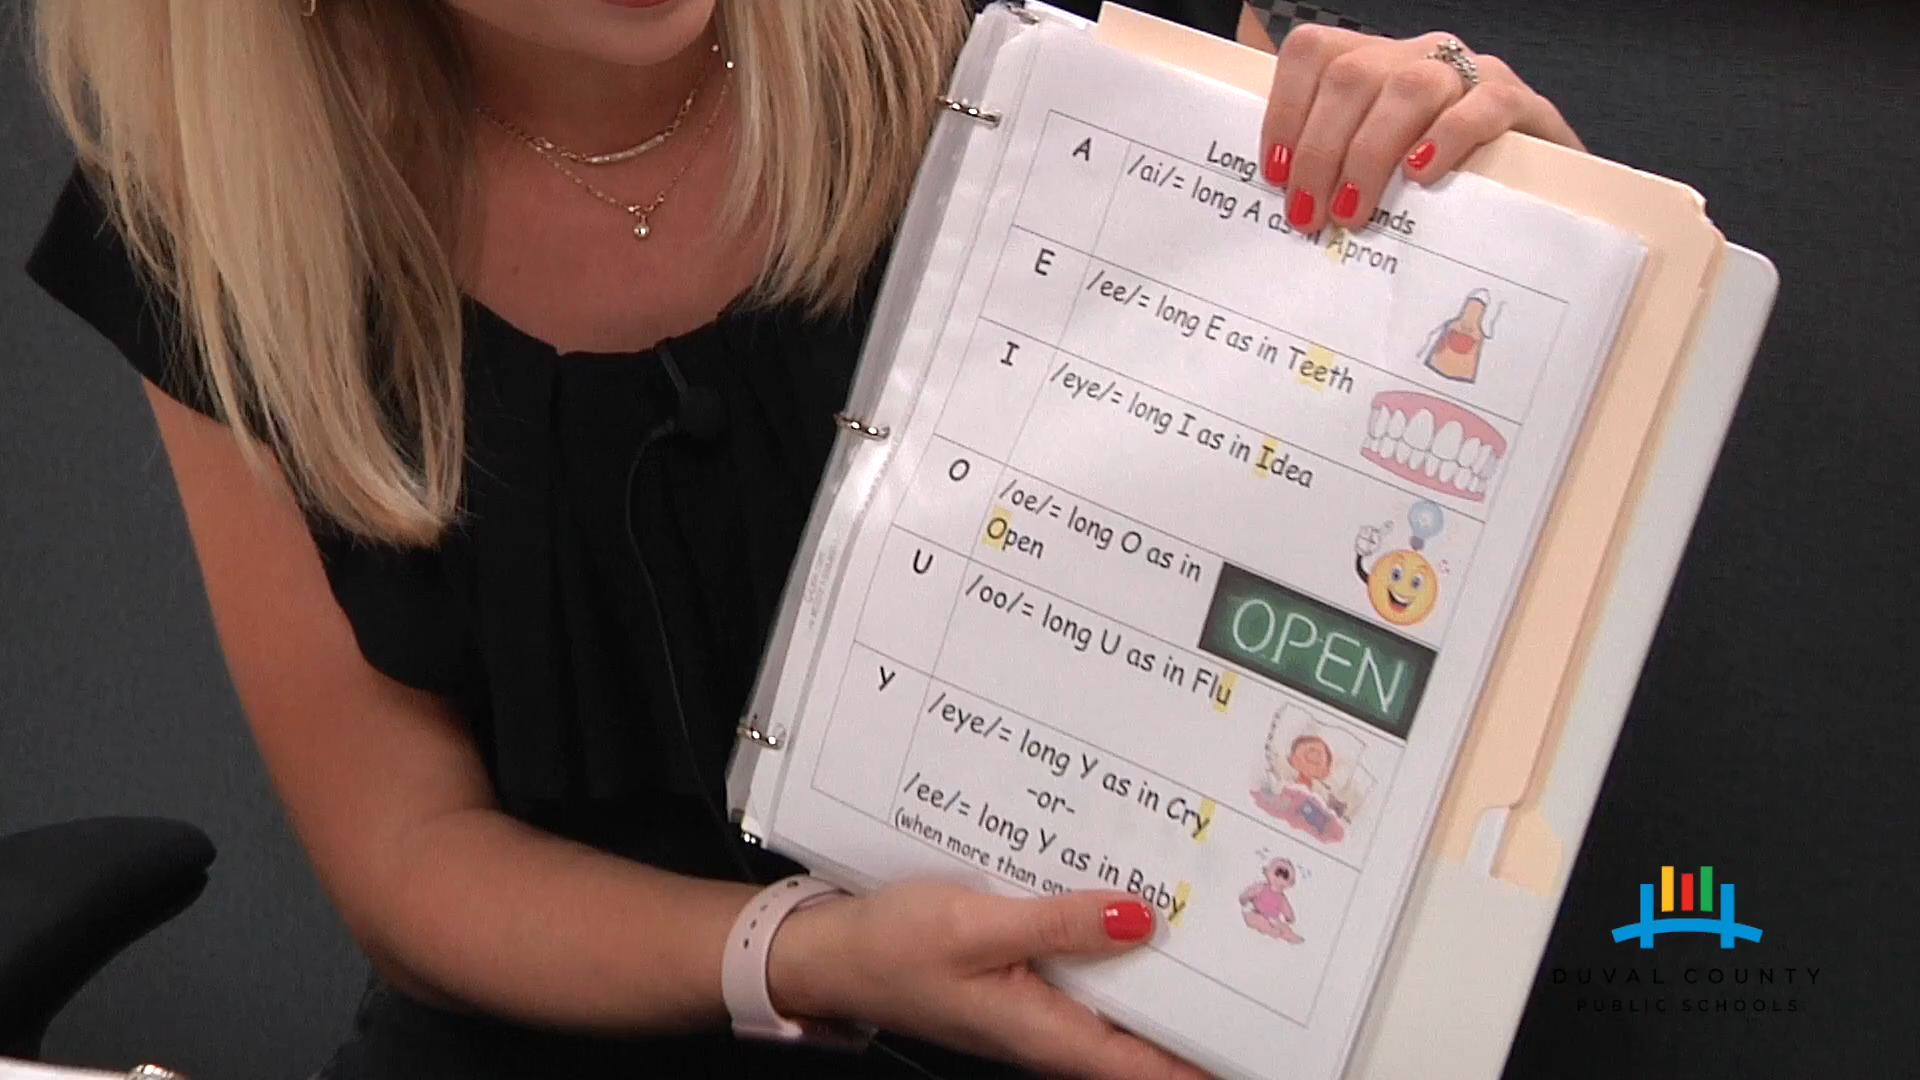 Long
A
/ai/= long A as in Apron
E
/ee/= long E as in Teeth
I
/eye/= long I as in Idea
O
/oe/= long O as in
Open
OPEN
U
/oo/= long U as in Flu
Y
/eye/= long Y as in Cry
-or-
/ee/= long Y as in Baby
(when more than
DUVAL COUNTY
PUBLIC SCHOOLS